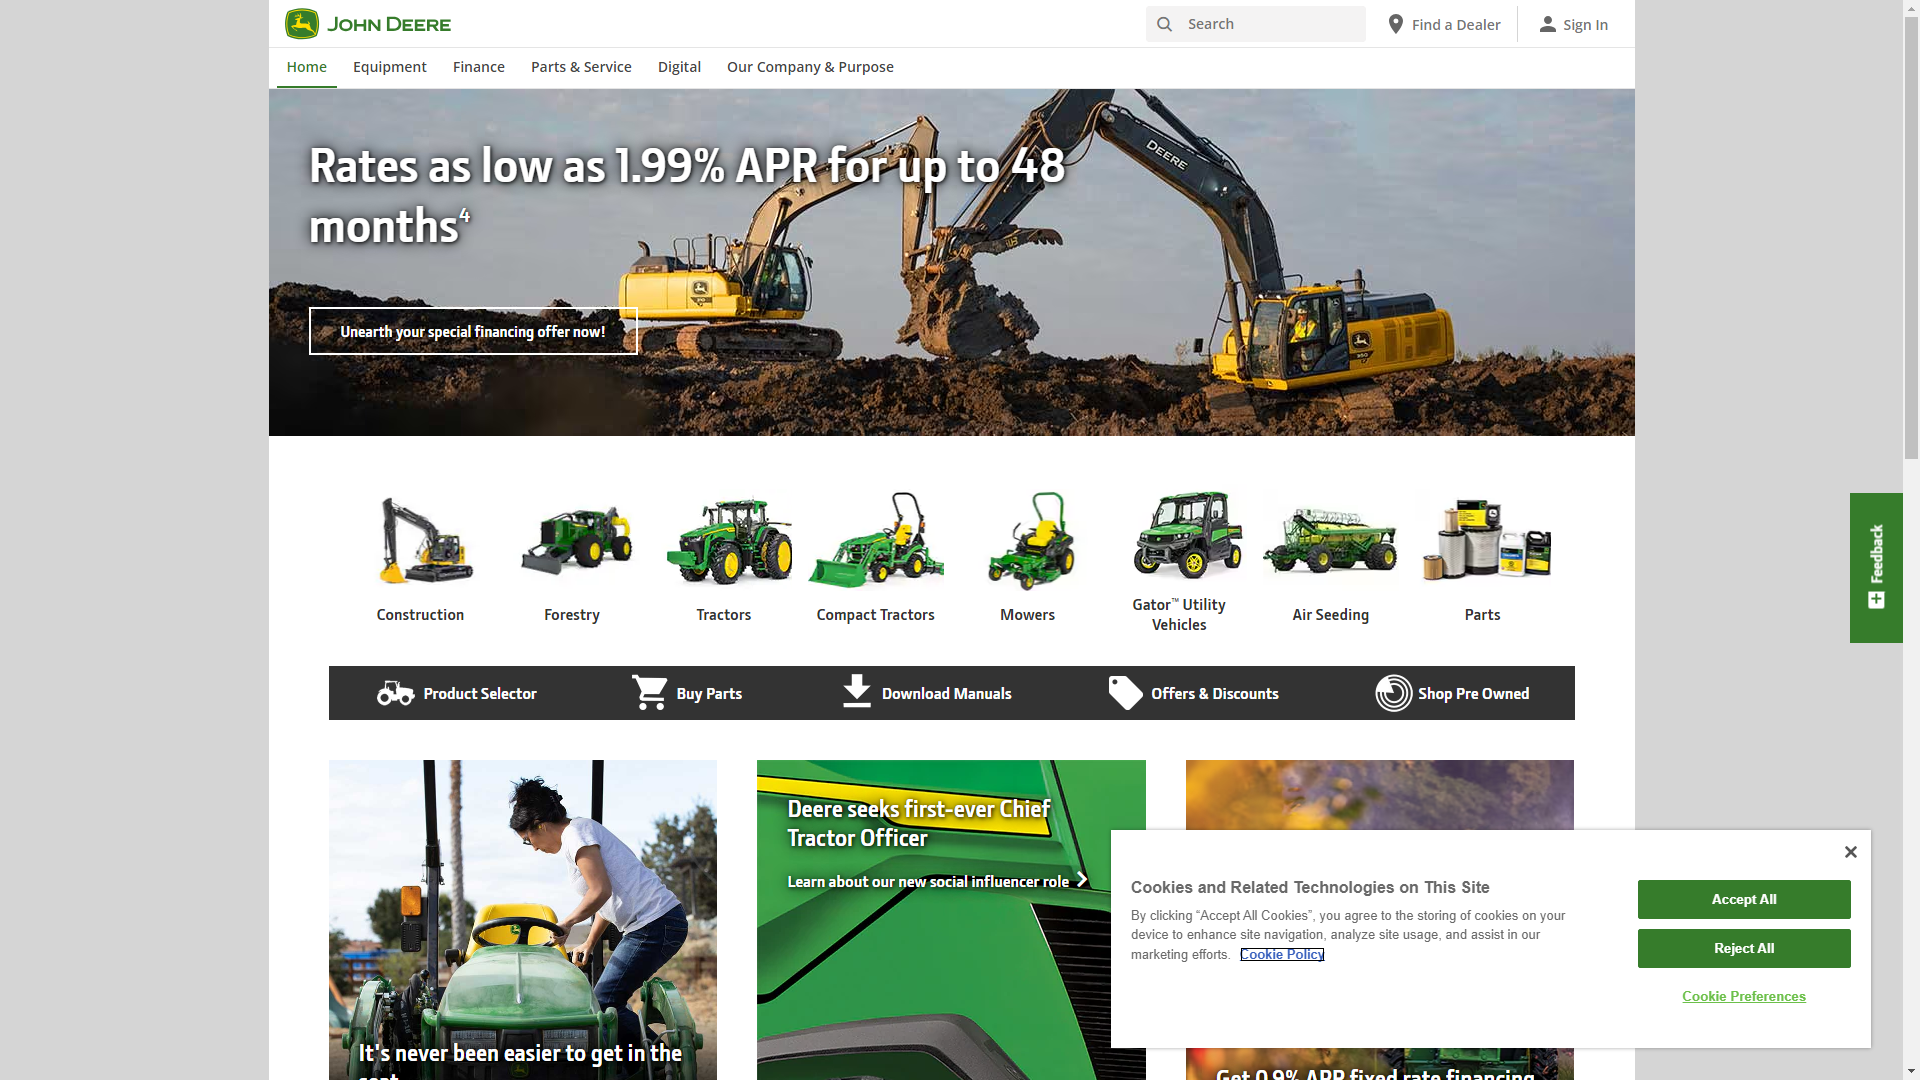 JOHN DEERE
Search
Find a Dealer
Sign In
Home
Equipment
Finance
Parts & Service
Digital
Our Company & Purpose
Rates as low as 1.99% APR for up to 48
months4
Unearth your special financing offer now!
DEERE
Construction
Forestry
Tractors
Compact Tractors
Mowers
Gator™ Utility
Vehicles
Air Seeding
Parts
Feedback
Product Selector
Buy Parts
Download Manuals
Offers & Discounts
Shop Pre Owned
It's never been easier to get in the
Deere seeks first-ever Chief
Tractor Officer
Learn about our new social influencer role
Get 0.9% APR fixed rate financing
Cookies and Related Technologies on This Site
By clicking “Accept All Cookies”, you agree to the storing of cookies on your
device to enhance site navigation, analyze site usage, and assist in our
marketing efforts. Cookie Policy
Accept All
Reject All
Cookie Preferences